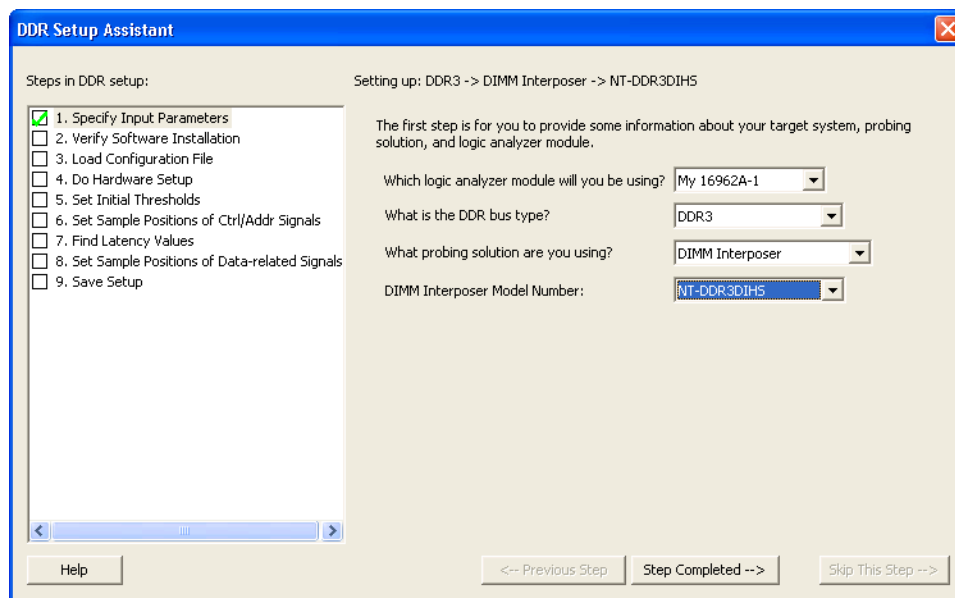 DDR Setup Assistant
Steps in DDR setup:
Setting up: DDR3 -> DIMM Interposer -> NT-DDR3DIHS
1. Specify Input Parameters
2. Verify Software Installation
3. Load Configuration File
4. Do Hardware Setup
5. Set Initial Thresholds
6. Set Sample Positions of Ctrl/Addr Signals
7. Find Latency Values
8. Set Sample Positions of Data-related Signals
9. Save Setup
The first step is for you to provide some information about your target system, probing
solution, and logic analyzer module.
Which logic analyzer module will you be using? My 16962A-1
What is the DDR bus type? DDR3
What probing solution are you using? DIMM Interposer
DIMM Interposer Model Number: NT-DDR3DIHS
Help
<-- Previous Step
Step Completed -->
Skip This Step -->